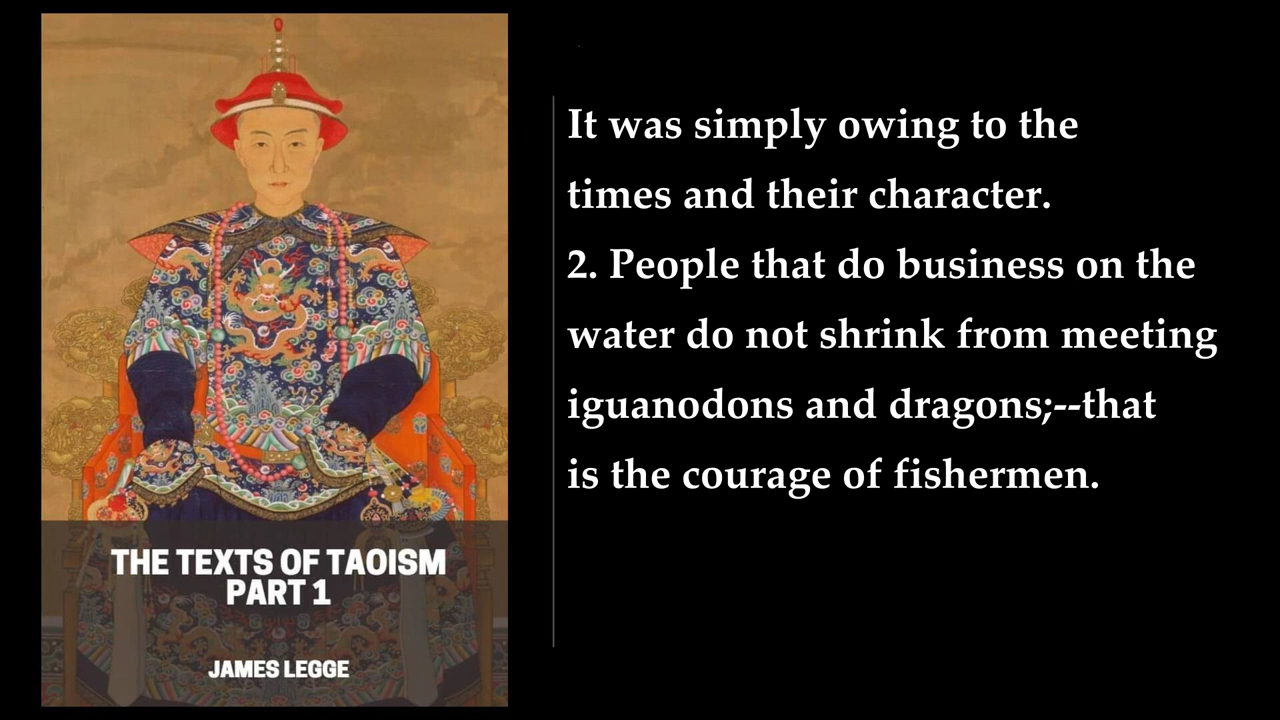 THE TEXTS OF TAOISM
PART 1
JAMES LEGGE
It was simply owing to the
times and their character.
2. People that do business on the
water do not shrink from meeting
iguanodons and dragons;--that
is the courage of fishermen.